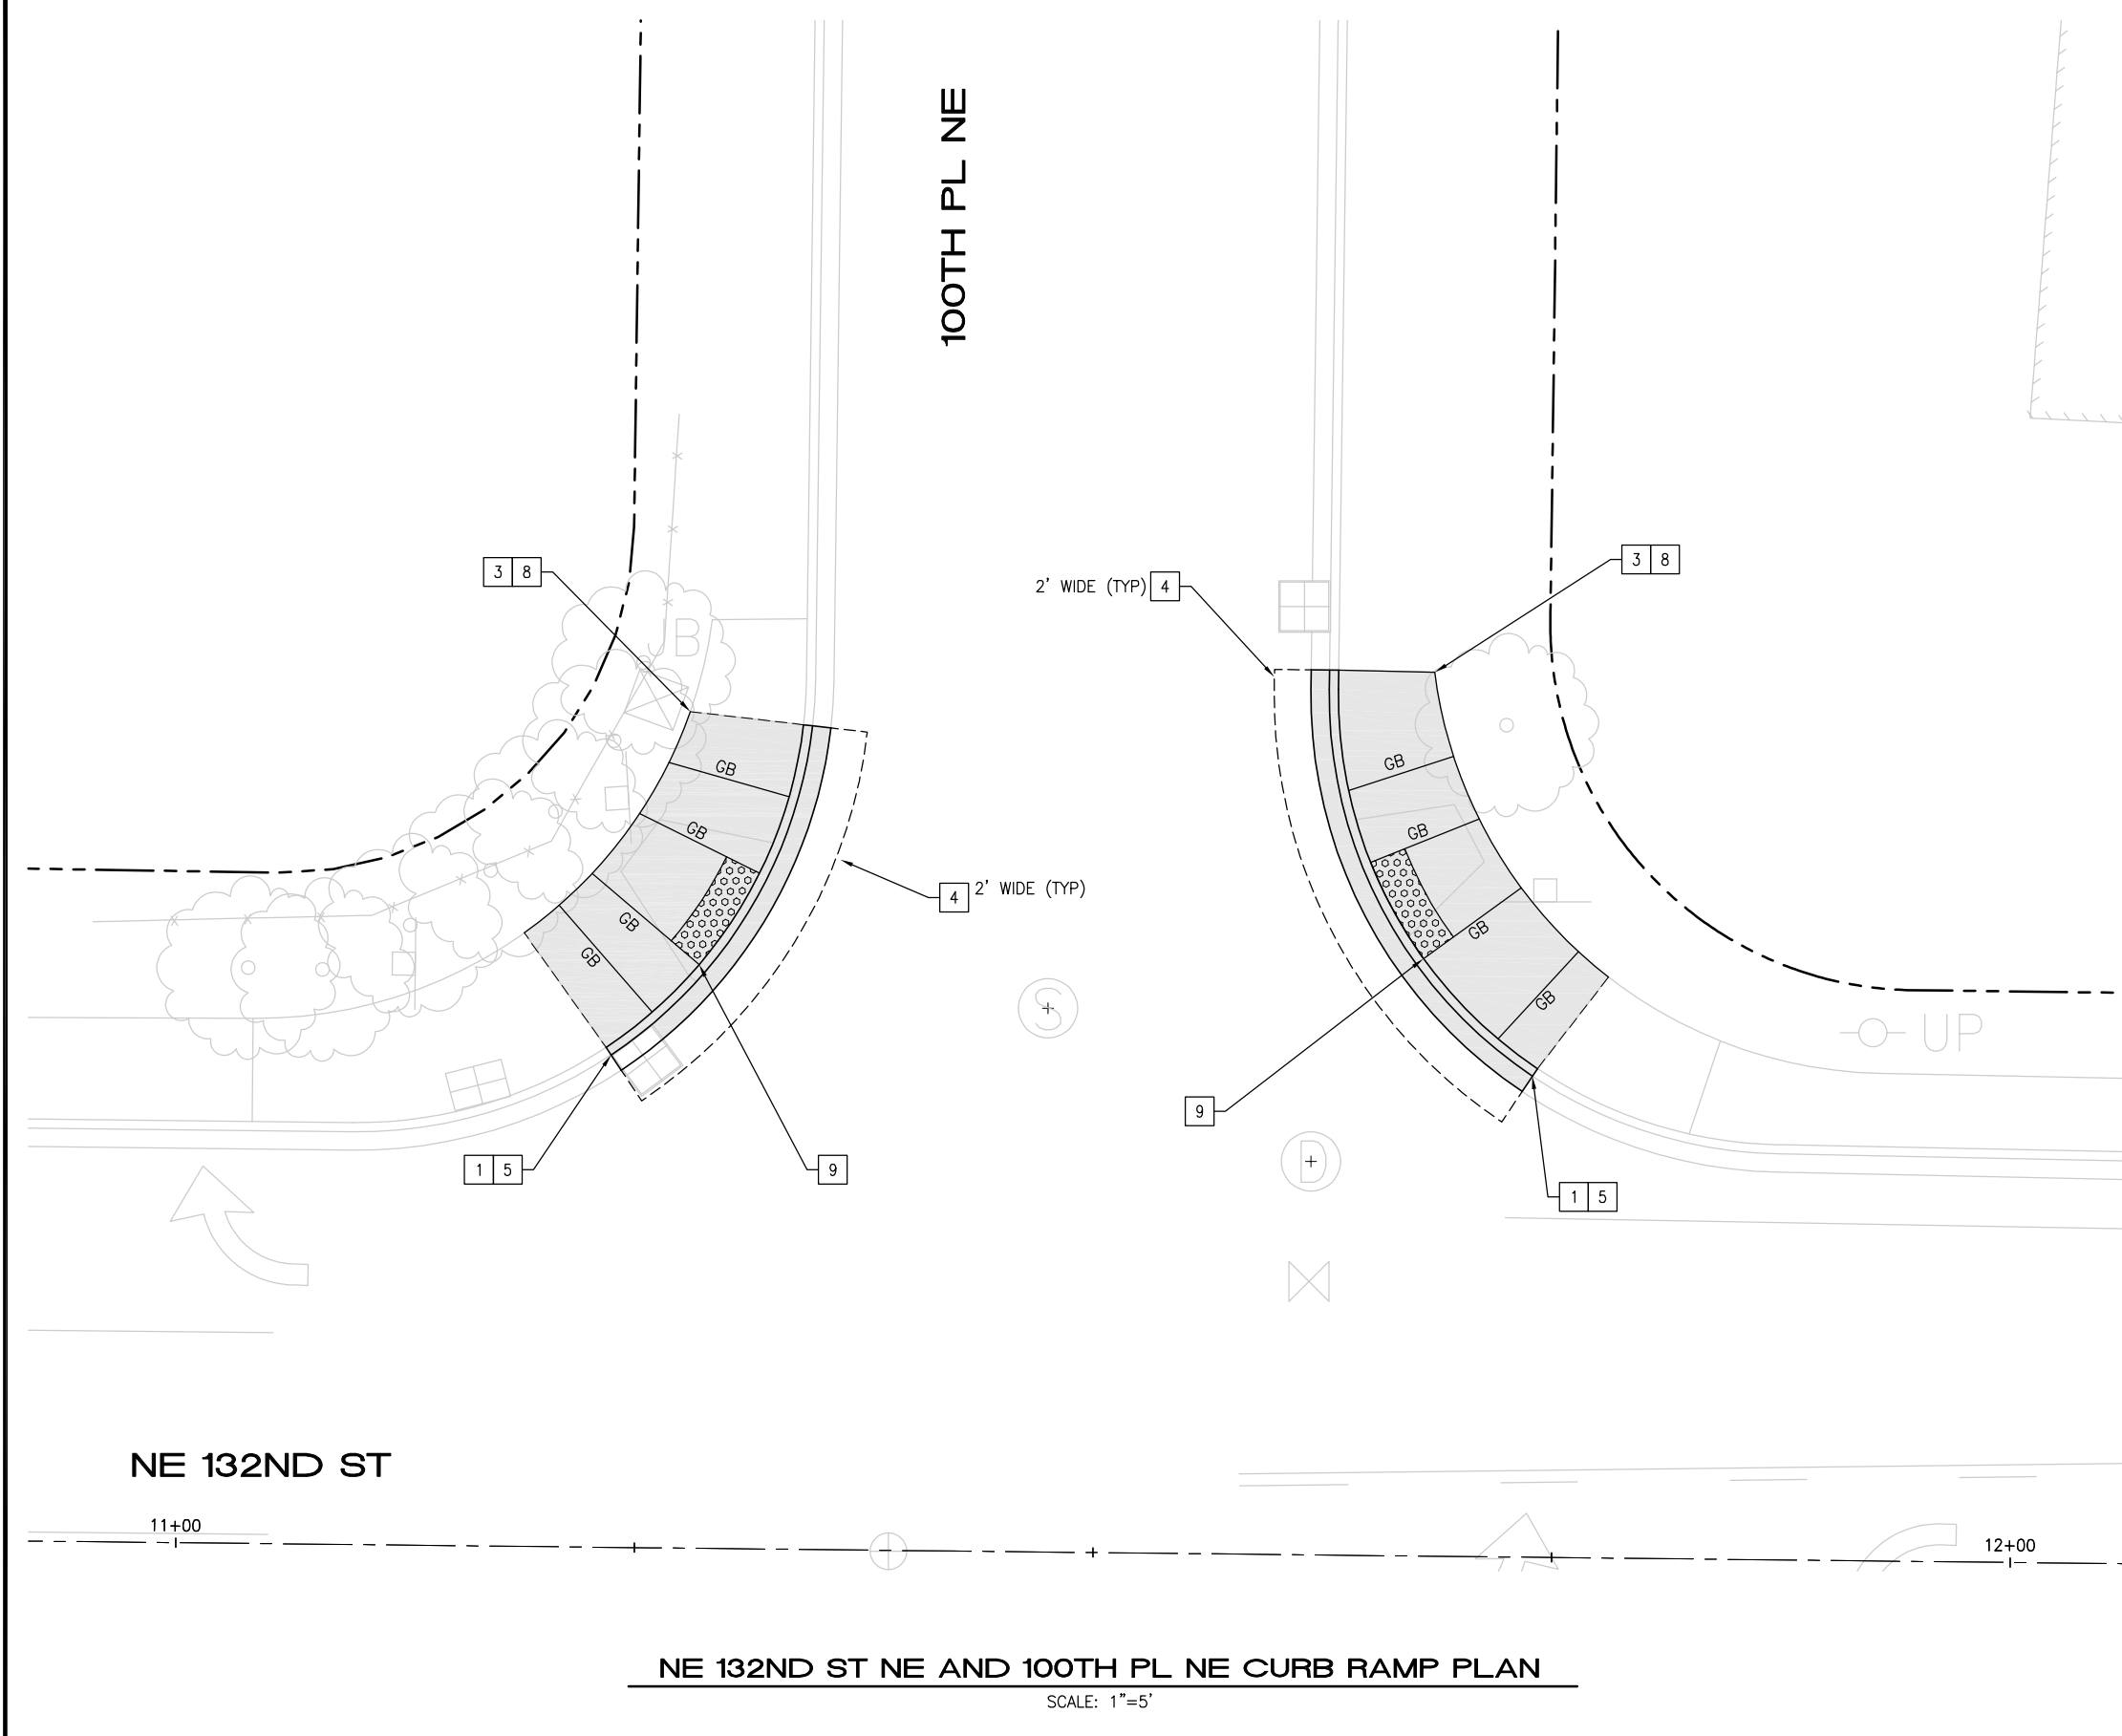 100TH PL NE
3 8
2' WIDE (TYP) 4
3 8
UB
GB
GB
GB
GB
4 2' WIDE (TYP)
GB
GB
GB
GB
S
UP
9
D
1 5
9
1 5
NE 132ND ST
11+00
12+00
NE 132ND ST NE AND 100TH PL NE CURB RAMP PLAN
SCALE: 1"=5'